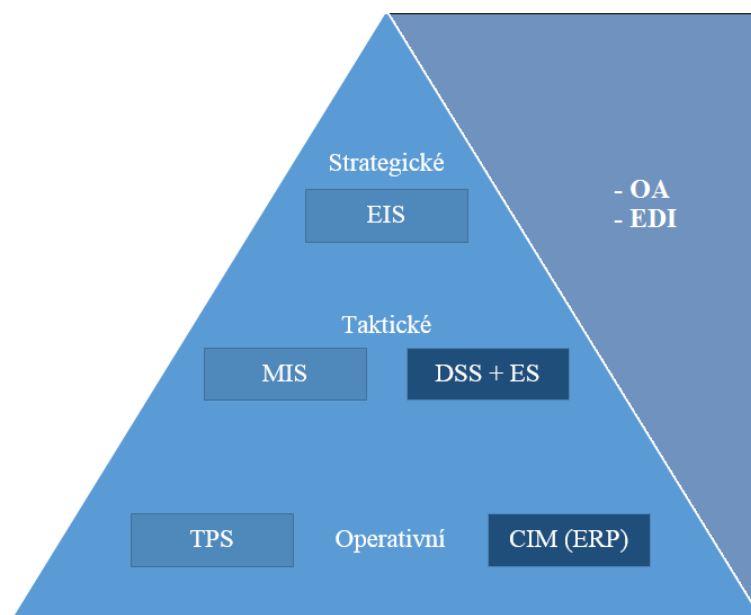 Strategické
EIS
- OA
- EDI
Taktické
MIS
DSS + ES
TPS
Operativní
CIM (ERP)